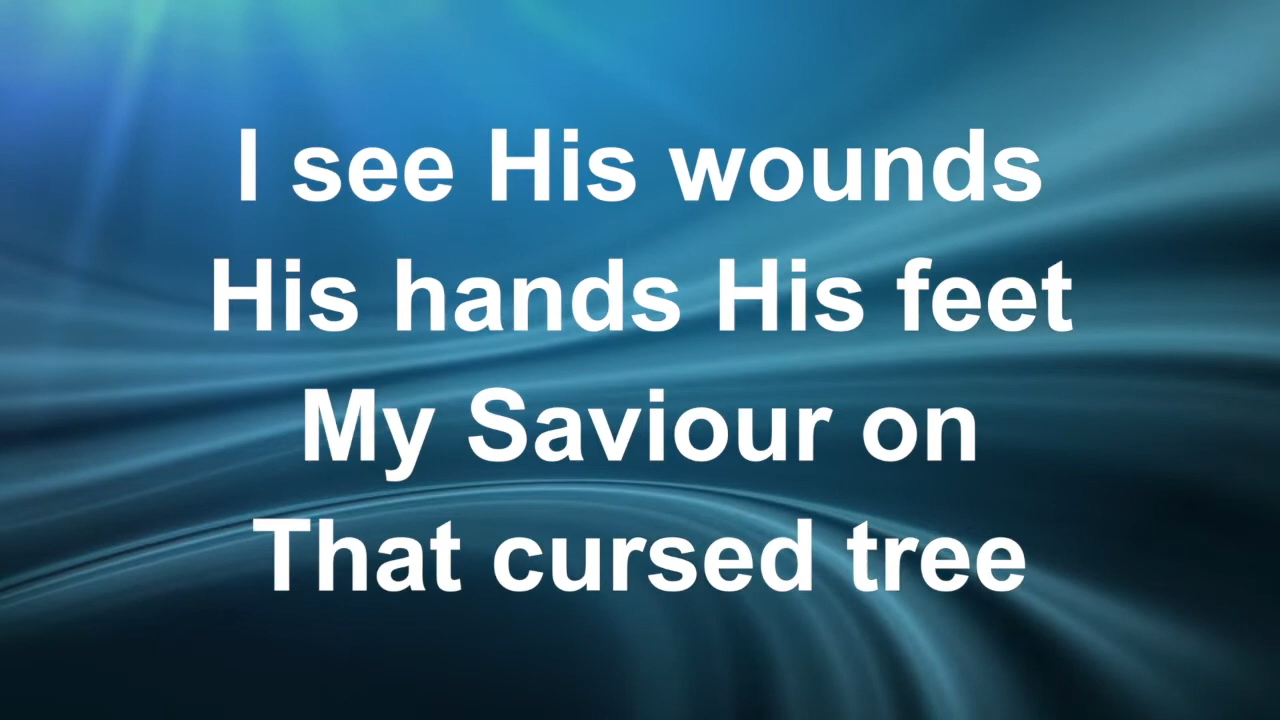 I see His wounds
His hands His feet
My Saviour on
That cursed tree